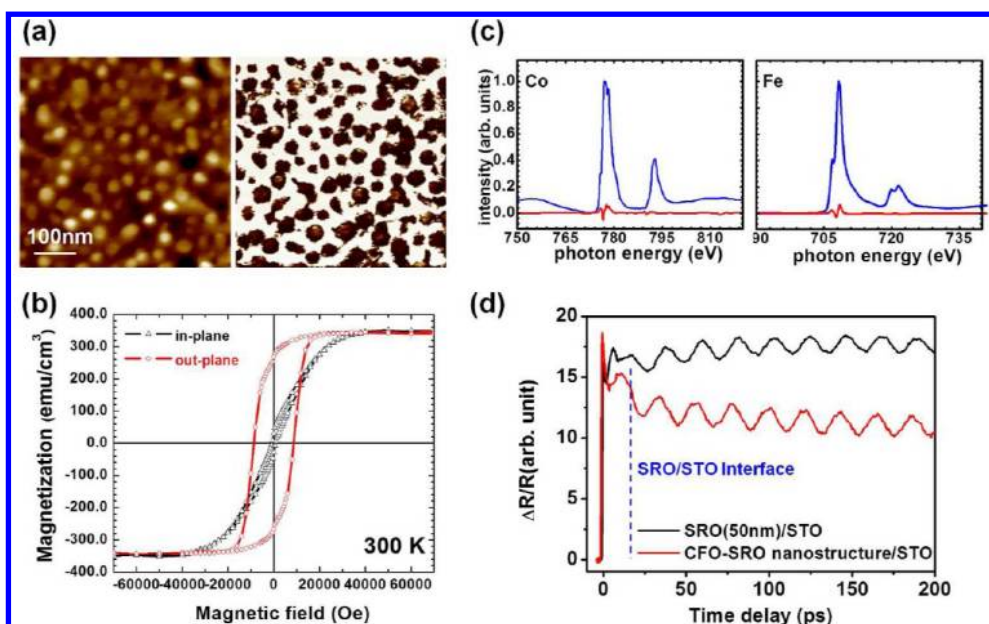 (a)
100nm
(b)
400.0
300.0
200.0
100.0
0.0
-100.0
-200.0
-300.0
-400.0
Magnetization (emu/cm³)
in-plane
out-plane
300 K
-60000 -40000 -20000 0 20000 40000 60000
Magnetic field (Oe)
(c)
intensity (arb. units)
1.0
0.8
0.6
0.4
0.2
0
Co
750 765 780 795 810
photon energy (eV)
Fe
90 705 720 735
photon energy (eV)
(d)
ΔR/R(arb. unit)
20
15
10
5
0
SRO/STO Interface
SRO(50nm)/STO
CFO-SRO nanostructure/STO
0 50 75 100 125 150 200
Time delay (ps)